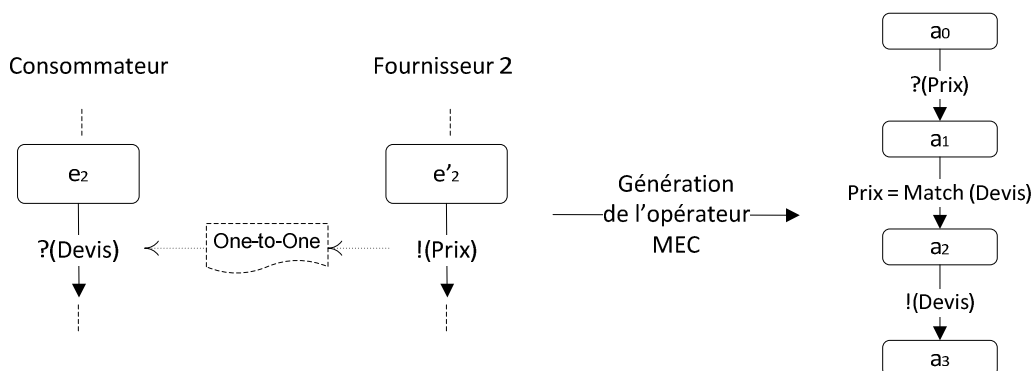 Consommateur
Fournisseur 2
e2
e'2
?(Devis)
One-to-One
!(Prix)
Génération
de l'opérateur
MEC
a0
?(Prix)
a1
Prix = Match (Devis)
a2
!(Devis)
a3